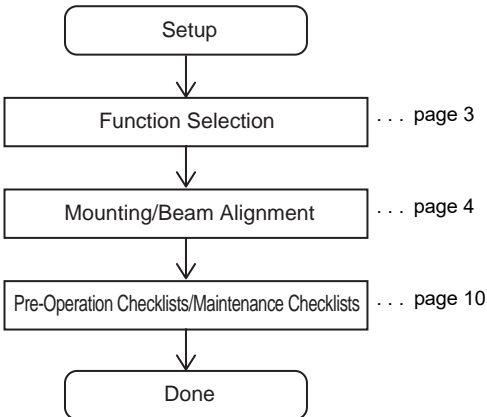 Setup
Function Selection . . . page 3
Mounting/Beam Alignment . . . page 4
Pre-Operation Checklists/Maintenance Checklists . . . page 10
Done